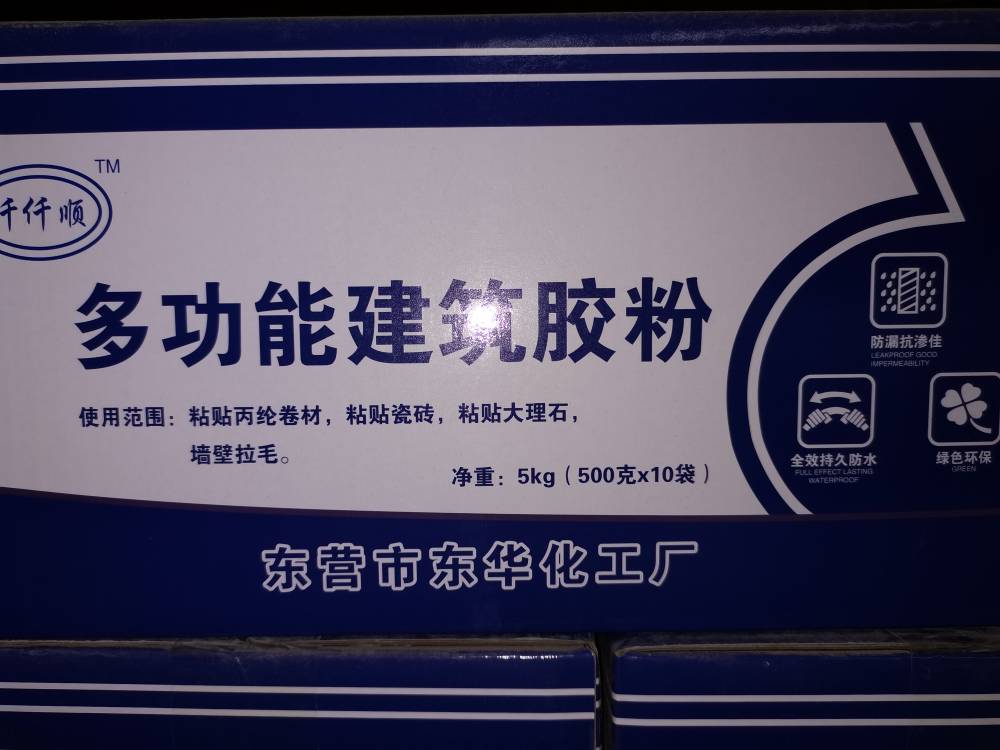 TM
仟仟顺
多功能建筑胶粉
使用范围：粘贴丙纶卷材，粘贴瓷砖，粘贴大理石，
墙壁拉毛。
净重：5kg（500克x10袋）
防漏抗渗佳
LEAKPROOF GOOD
IMPERMEABILITY
全效持久防水
FULL EFFECT LASTING
WATERPROOF
绿色环保
GREEN
东营市东华化工厂